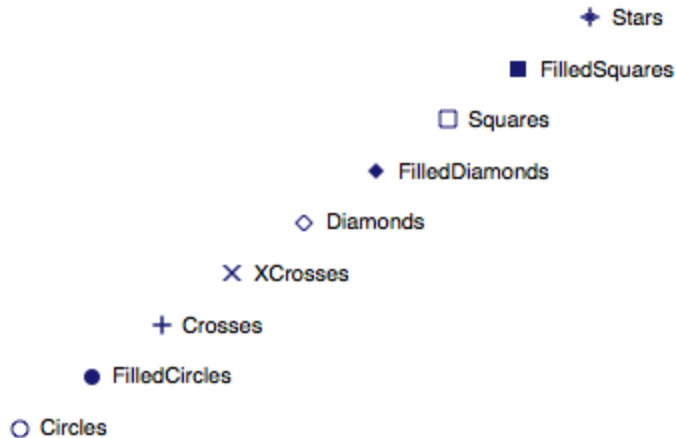 Stars
FilledSquares
Squares
FilledDiamonds
Diamonds
XCrosses
Crosses
FilledCircles
Circles